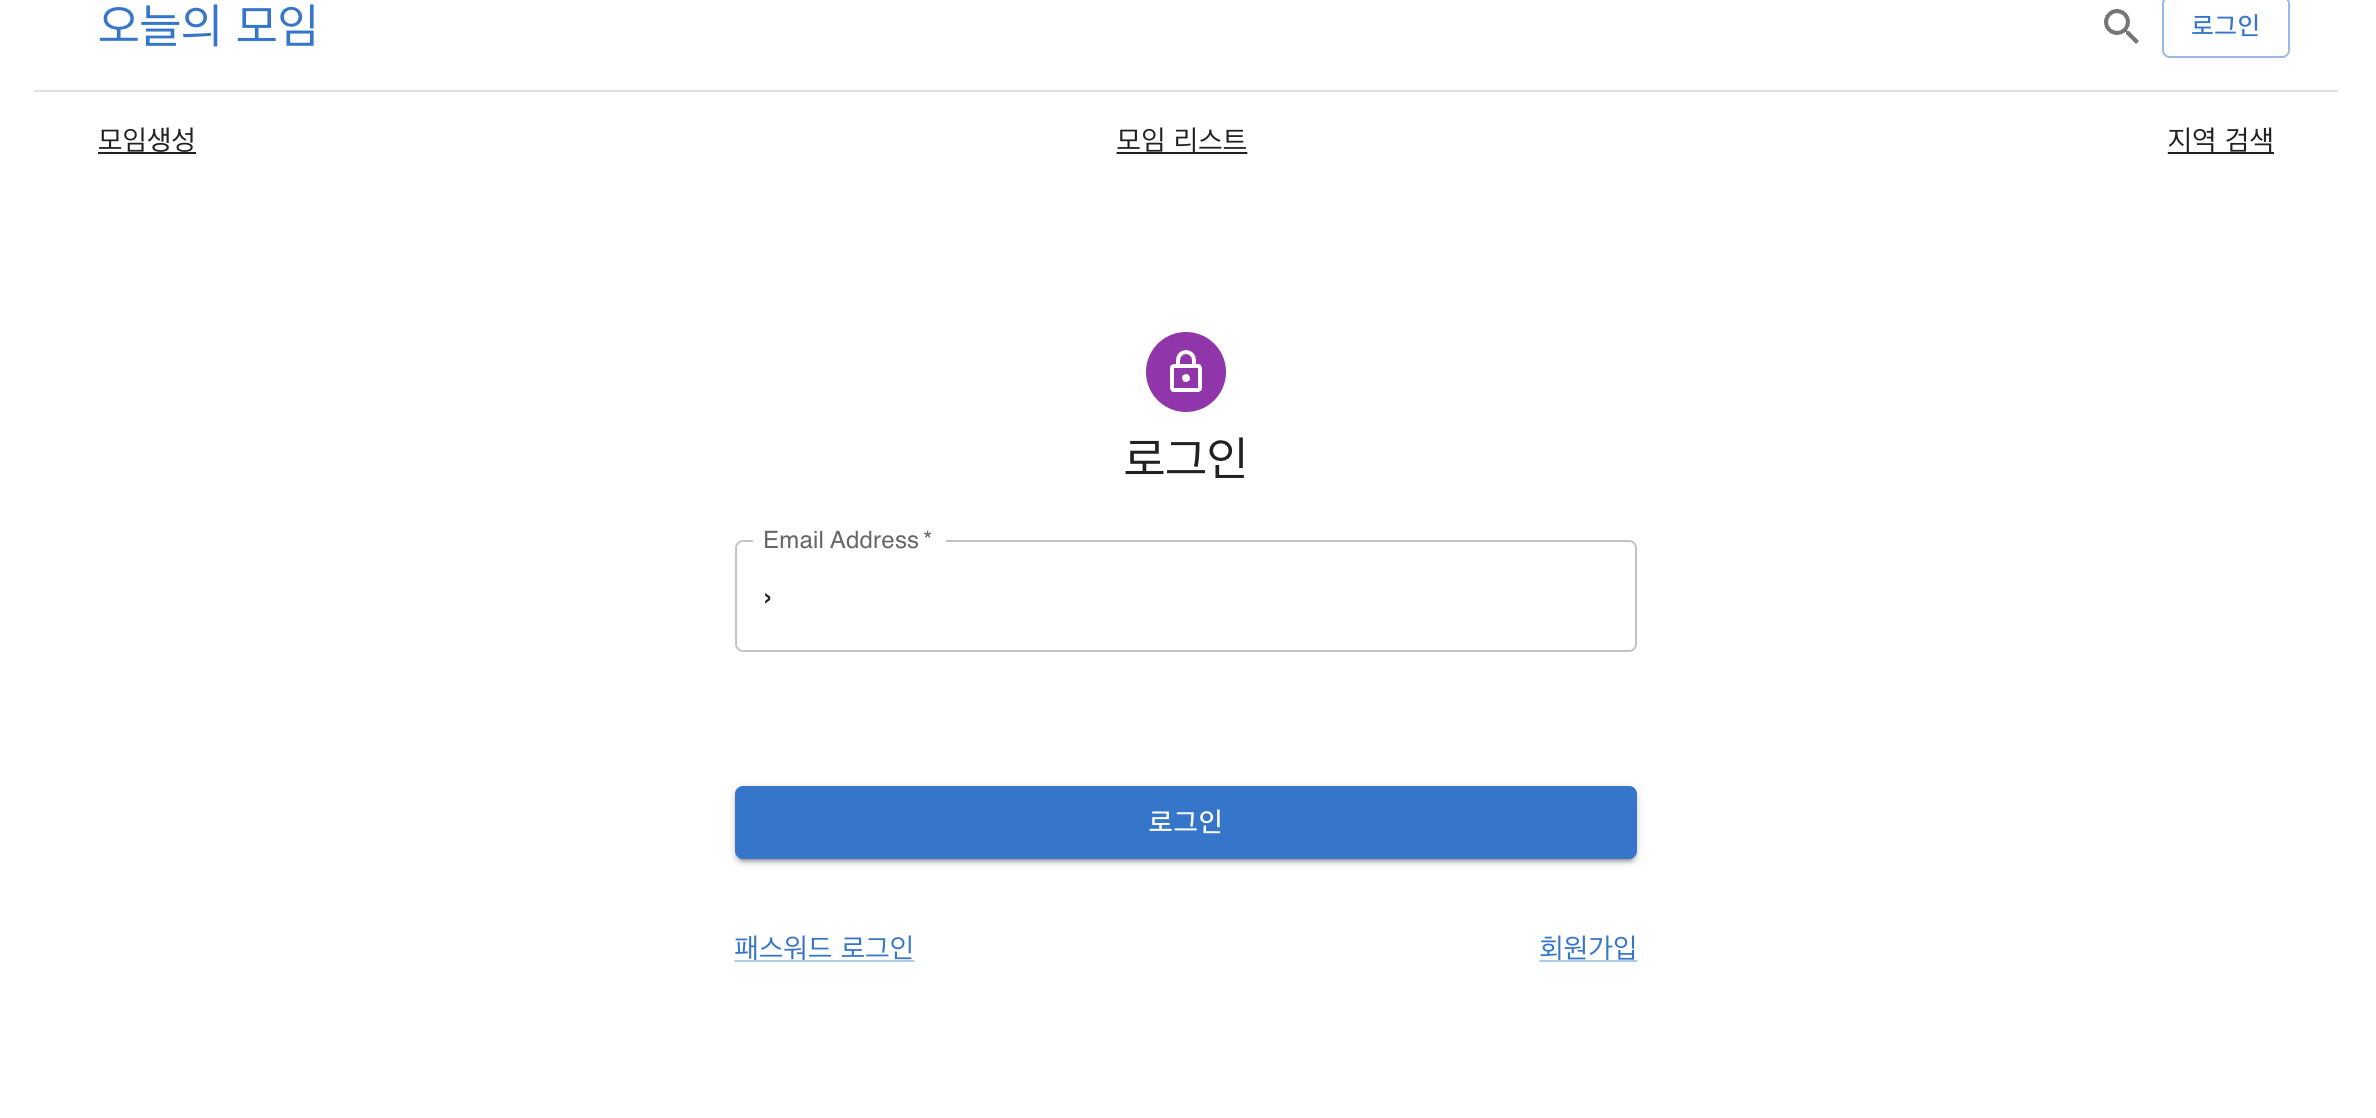 오늘의 모임
로그인
모임생성
모임 리스트
지역 검색
로그인
Email Address *
›
로그인
패스워드 로그인
회원가입